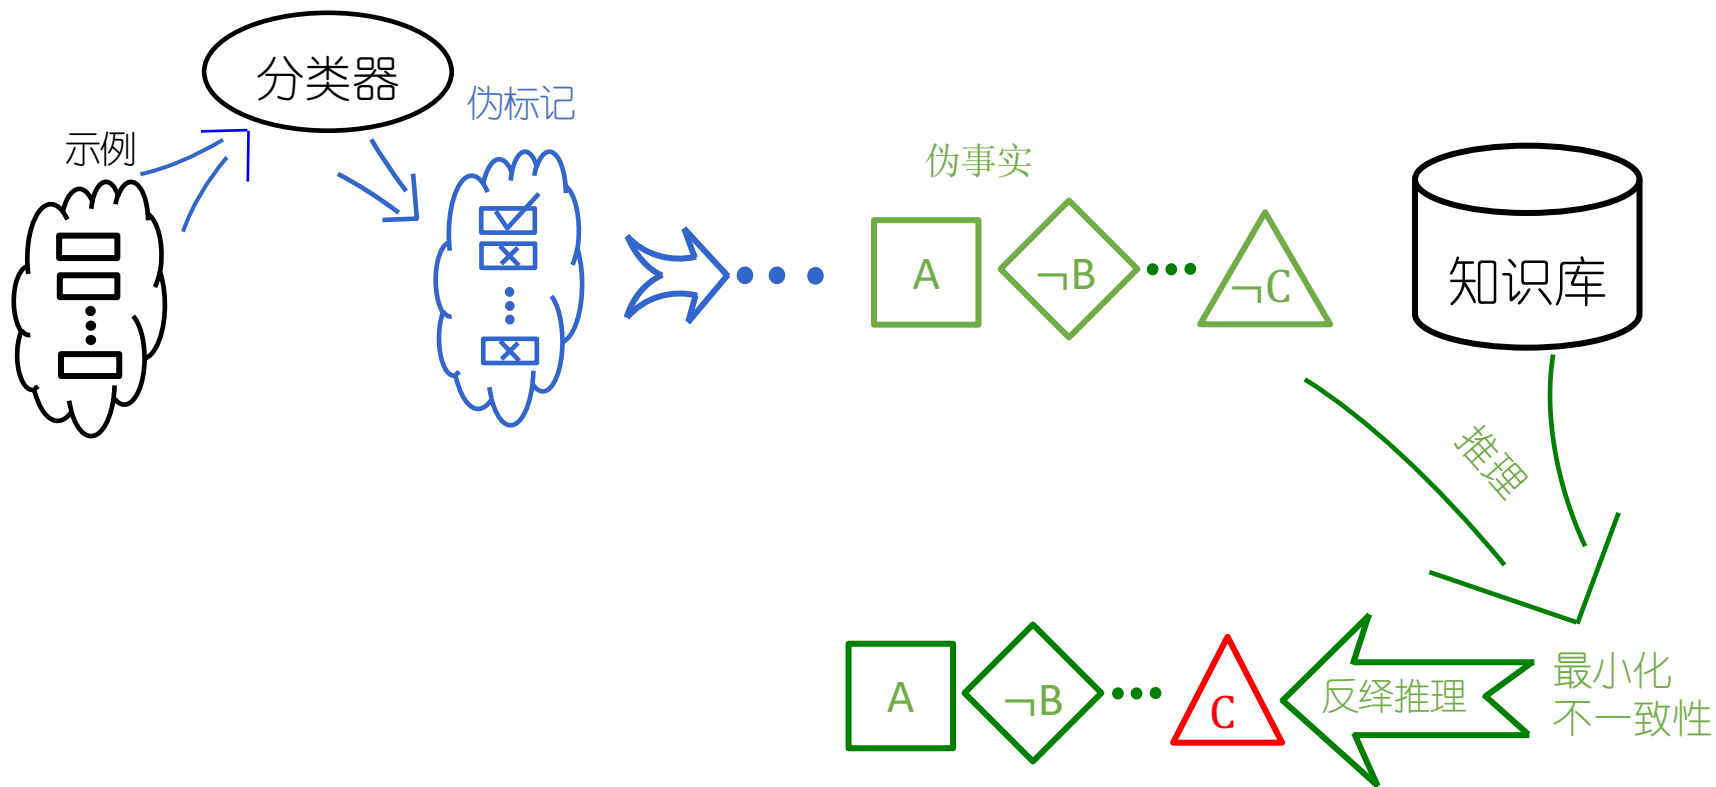 分类器
示例
伪标记
伪事实
A
¬B
¬C
知识库
推理
最小化
不一致性
反绎推理
A
¬B
C